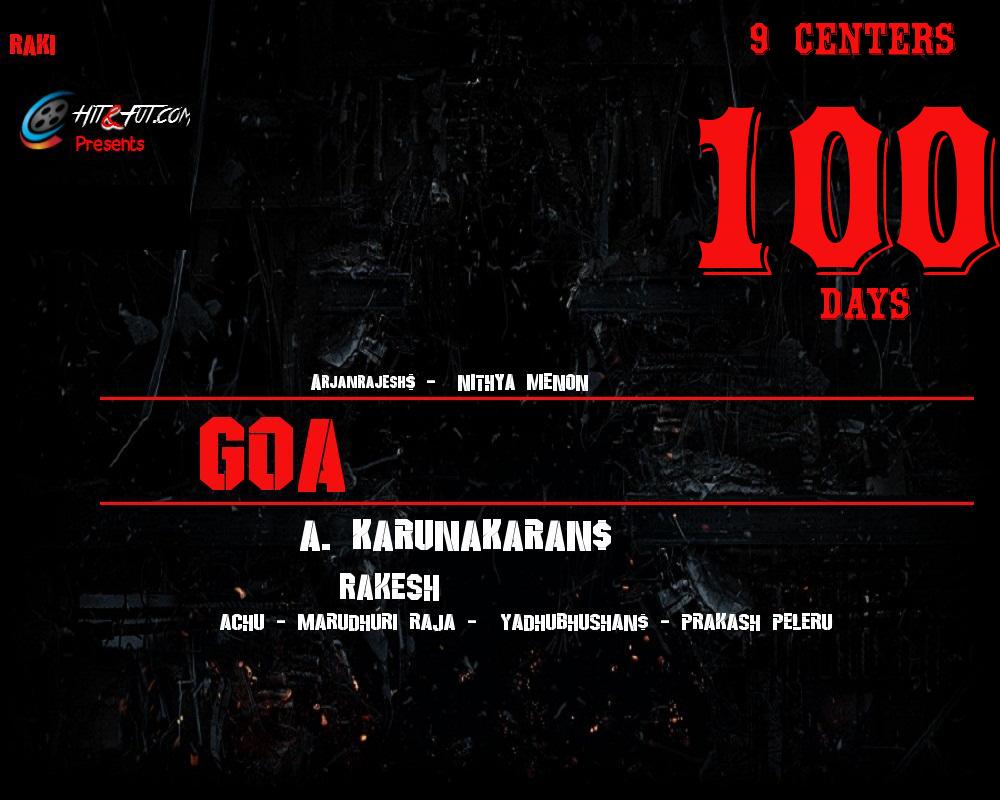 RAKI
9 CENTERS
HIT&FUT.COM
Presents
100
DAYS
ARJANRAJESH$ - NITHYA MENON
GOA
A. KARUNAKARAN$
RAKESH
ACHU - MARUDHURI RAJA - YADHUBHUSHAN$ - PRAKASH PELERU